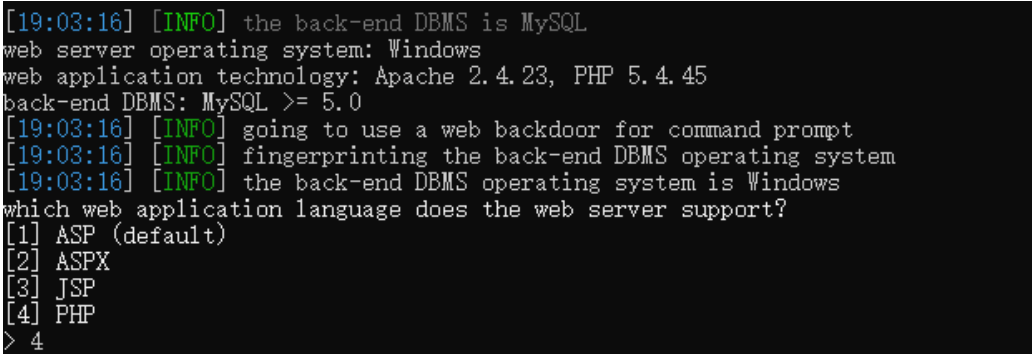 [19:03:16] [INFO] the back-end DBMS is MySQL
web server operating system: Windows
web application technology: Apache 2.4.23, PHP 5.4.45
back-end DBMS: MySQL >= 5.0
[19:03:16] [INFO] going to use a web backdoor for command prompt
[19:03:16] [INFO] fingerprinting the back-end DBMS operating system
[19:03:16] [INFO] the back-end DBMS operating system is Windows
which web application language does the web server support?
[1] ASP (default)
[2] ASPX
[3] JSP
[4] PHP
> 4